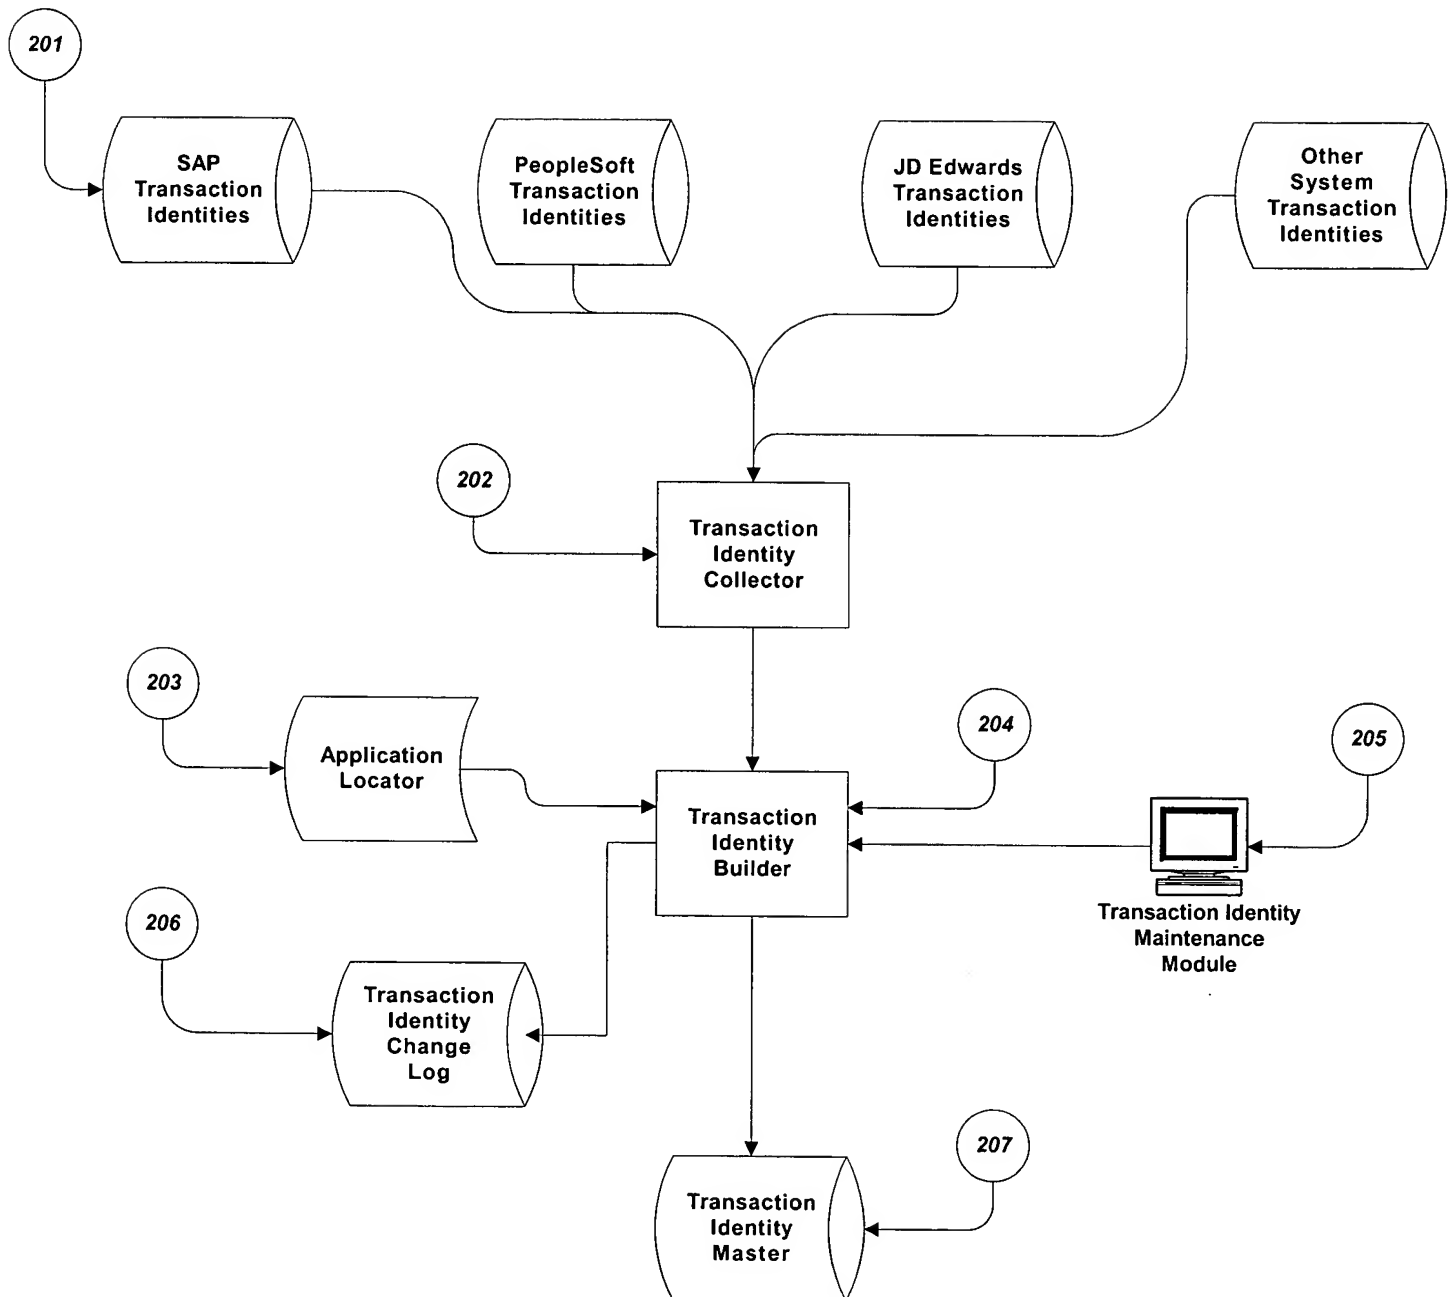 201
SAP
Transaction
Identities
PeopleSoft
Transaction
Identities
JD Edwards
Transaction
Identities
Other
System
Transaction
Identities
202
Transaction
Identity
Collector
203
Application
Locator
204
205
Transaction
Identity
Builder
Transaction Identity
Maintenance
Module
206
Transaction
Identity
Change
Log
207
Transaction
Identity
Master